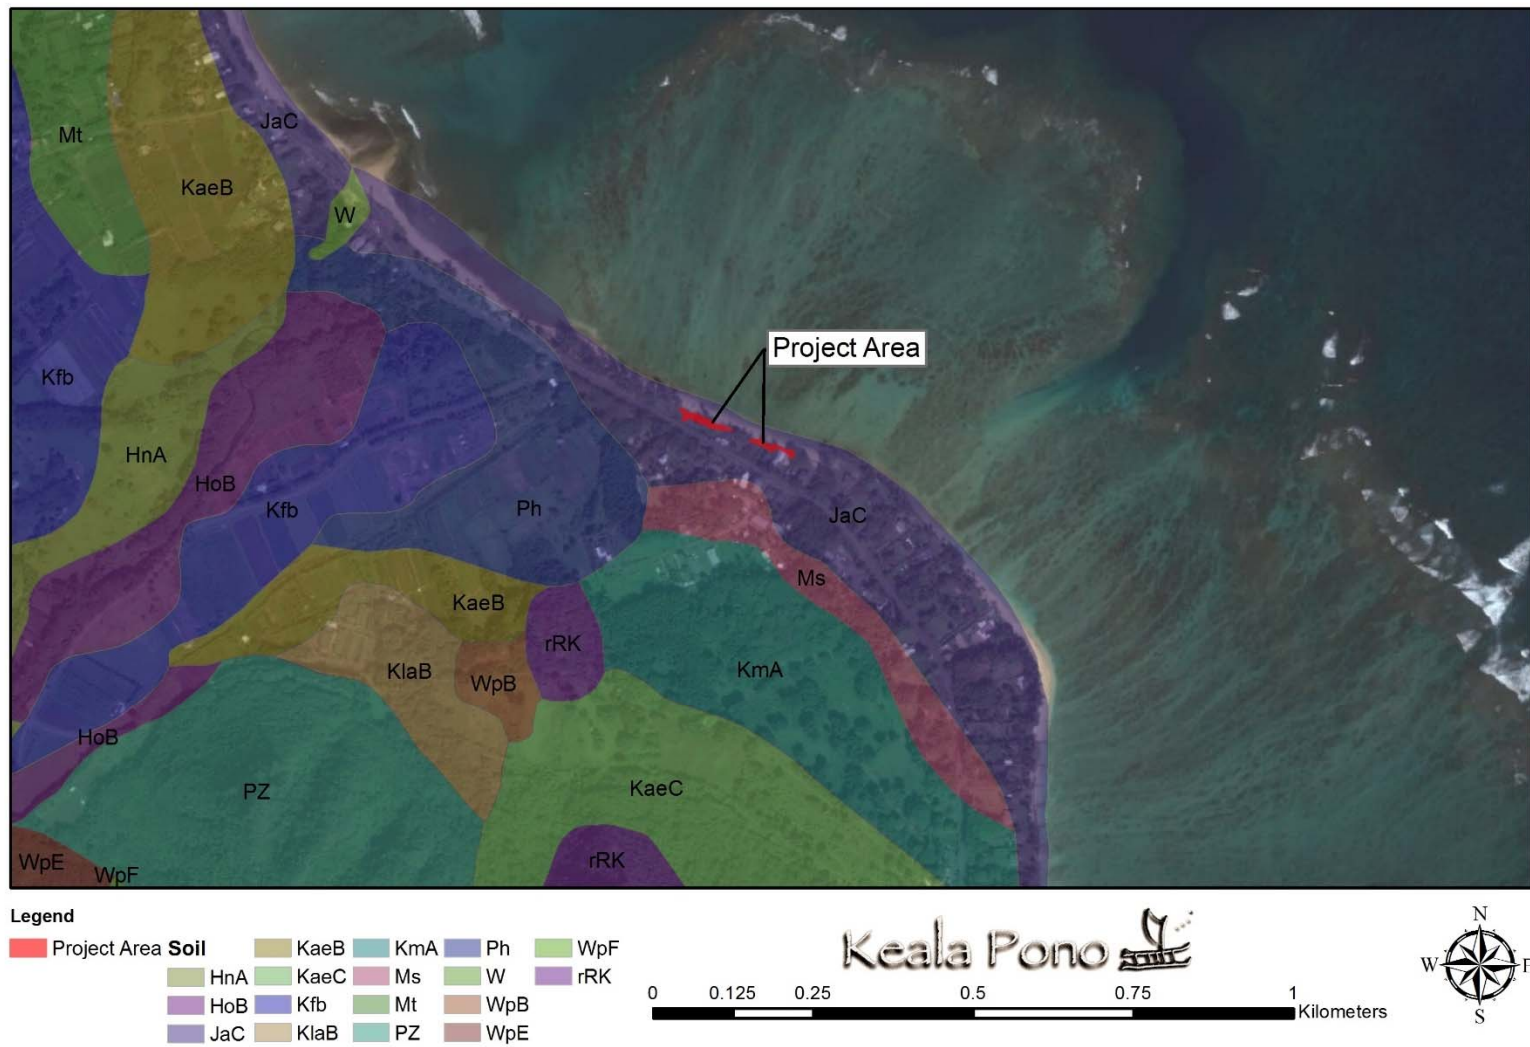 JaC
Mt
KaeB
W
Project Area
Kfb
HnA
HoB
Kfb
Ph
JaC
Ms
KaeB
rRK
KlaB
WpB
KmA
HoB
PZ
KaeC
WpE
WpF
rRK
Legend
Project Area Soil
HnA
HoB
JaC
KaeB
KaeC
Kfb
KlaB
KmA
Ms
Mt
PZ
Ph
W
WpB
WpE
WpF
rRK
Keala Pono
0 0.125 0.25 0.5 0.75 1
Kilometers
N
W E
S